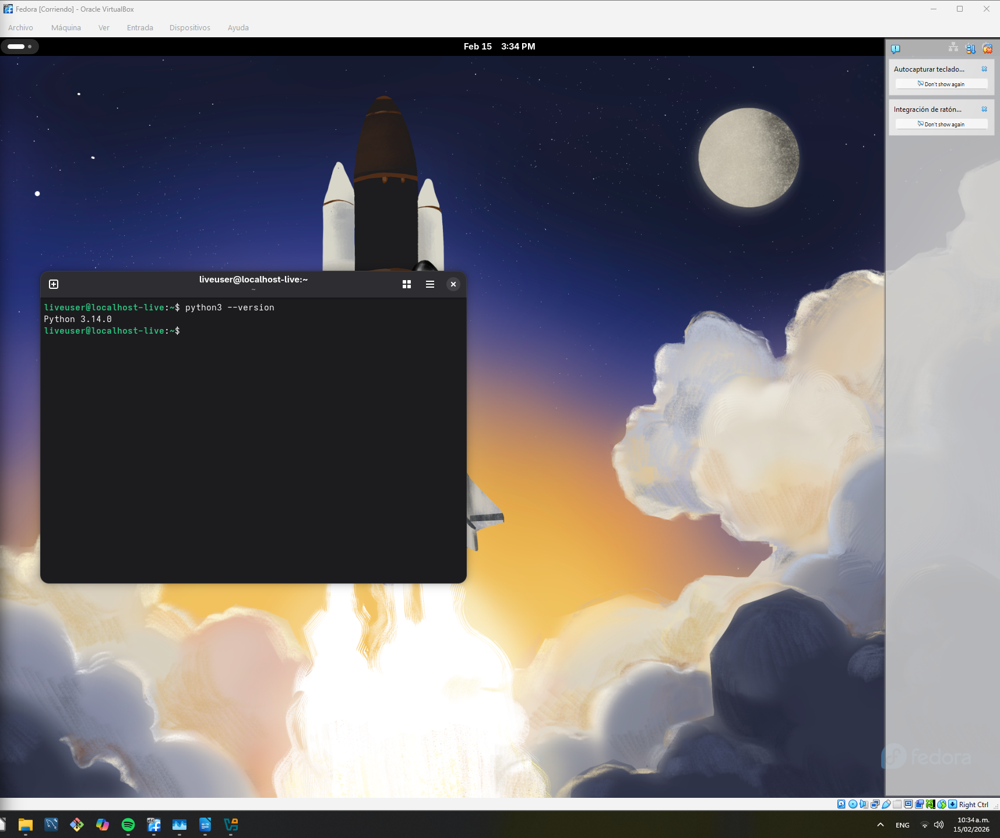 Fedora [Corriendo] - Oracle VirtualBox
Archivo Máquina Ver Entrada Dispositivos Ayuda
Feb 15 3:34 PM
Autocapturar teclado...
Don't show again
Integración de ratón...
Don't show again
liveuser@localhost-live:~
~
liveuser@localhost-live:~$ python3 --version
Python 3.14.0
liveuser@localhost-live:~$
fedora
Right Ctrl
x64
ENG
10:34 a. m.
15/02/2026